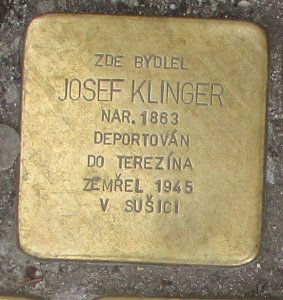 ZDE BYDLEL
JOSEF KLINGER
NAR. 1863
DEPORTOVÁN
DO TEREZÍNA
ZEMŘEL 1945
V SUŠICI